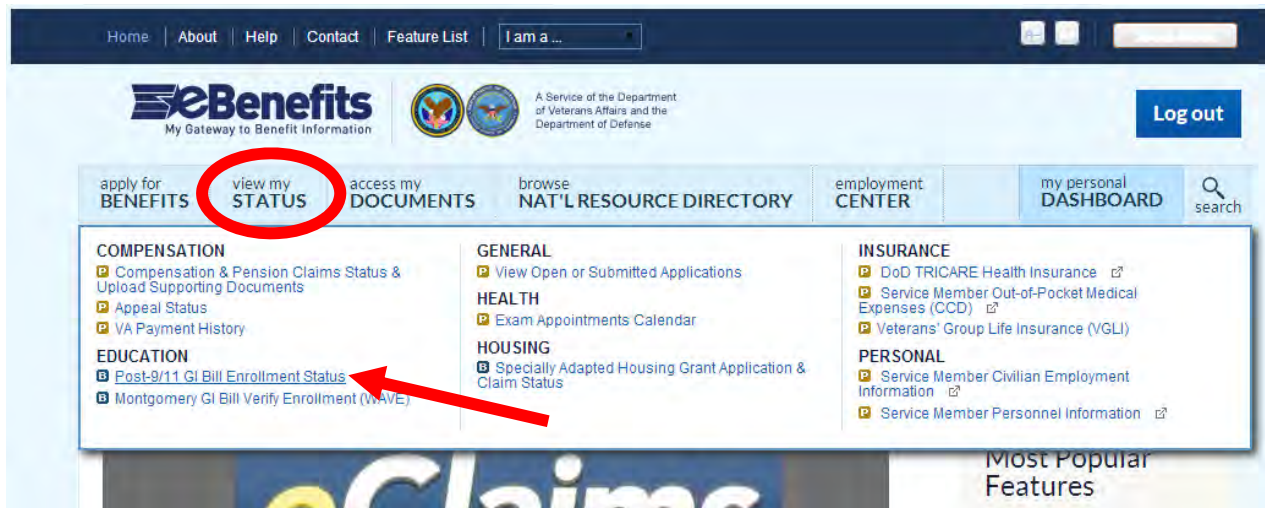 Home | About | Help | Contact | Feature List | I am a ...
A-
eBenefits
My Gateway to Benefit Information
A Service of the Department
of Veterans Affairs and the
Department of Defense
Log out
apply for
BENEFITS
view my
STATUS
access my
DOCUMENTS
browse
NAT'L RESOURCE DIRECTORY
employment
CENTER
my personal
DASHBOARD
search
COMPENSATION
P Compensation & Pension Claims Status &
Upload Supporting Documents
P Appeal Status
P VA Payment History
EDUCATION
B Post-9/11 GI Bill Enrollment Status
B Montgomery GI Bill Verify Enrollment (WAVE)
GENERAL
P View Open or Submitted Applications
HEALTH
P Exam Appointments Calendar
HOUSING
B Specially Adapted Housing Grant Application &
Claim Status
INSURANCE
P DoD TRICARE Health Insurance
P Service Member Out-of-Pocket Medical
Expenses (CCD)
P Veterans' Group Life Insurance (VGLI)
PERSONAL
P Service Member Civilian Employment
Information
P Service Member Personnel Information
eClaims
Most Popular
Features